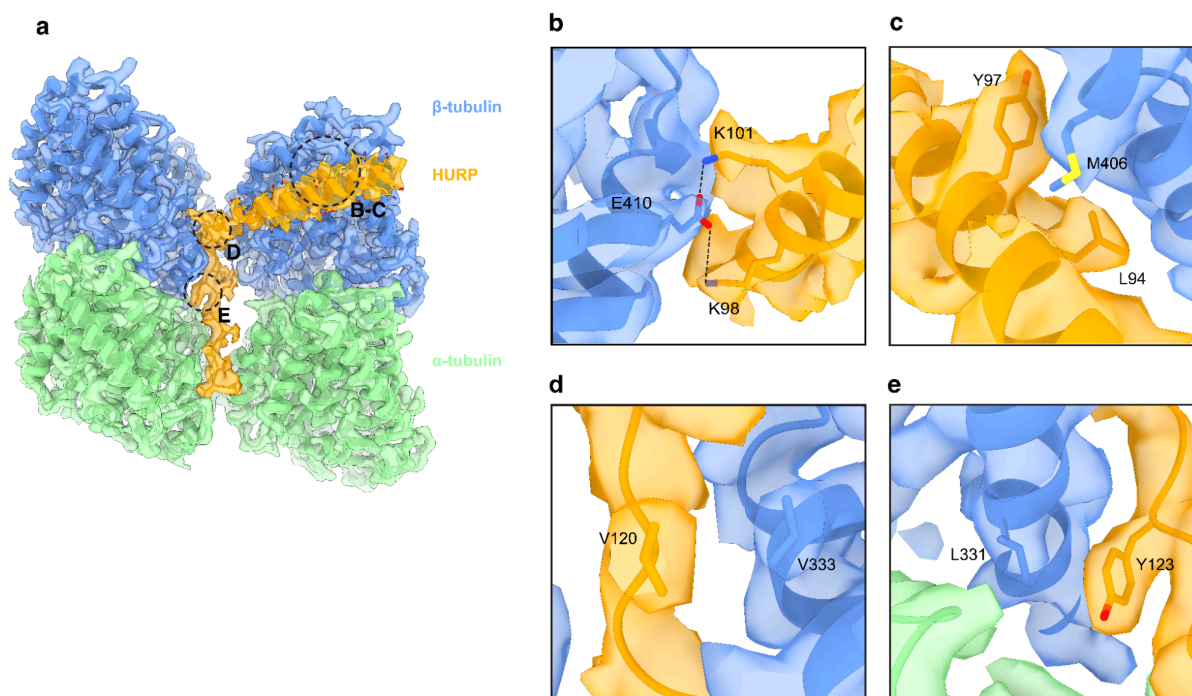 a
β-tubulin
HURP
B-C
D
E
α-tubulin
b
K101
E410
K98
c
Y97
M406
L94
d
V120
V333
e
L331
Y123